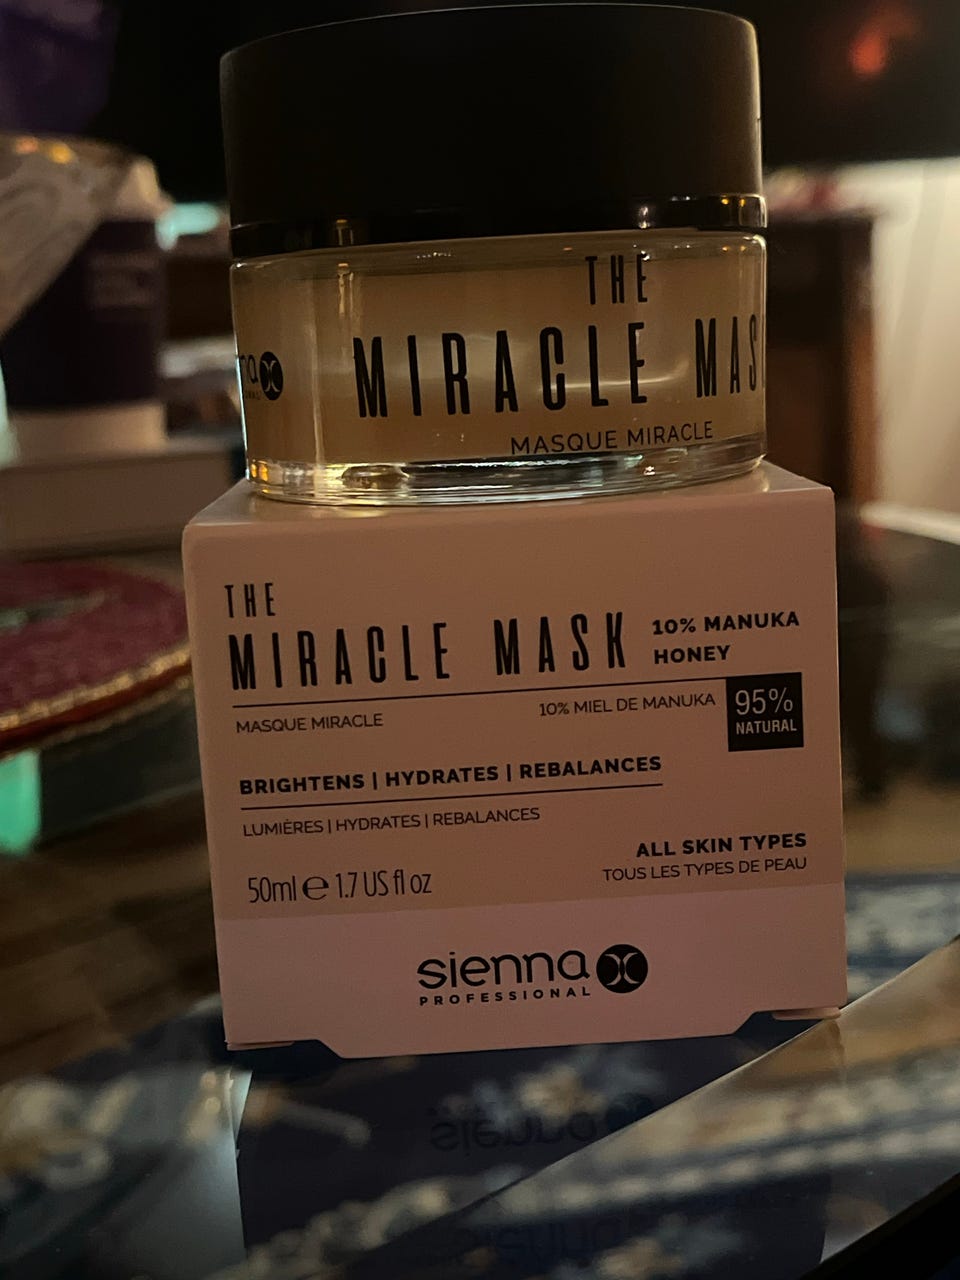 THE
MIRACLE MAS
MASQUE MIRACLE
na
THE
MIRACLE MASK
10% MANUKA
HONEY
MASQUE MIRACLE
10% MIEL DE MANUKA
95%
NATURAL
BRIGHTENS | HYDRATES | REBALANCES
LUMIÈRES | HYDRATES | REBALANCES
ALL SKIN TYPES
TOUS LES TYPES DE PEAU
50ml e 1.7 US fl oz
sienna
PROFESSIONAL